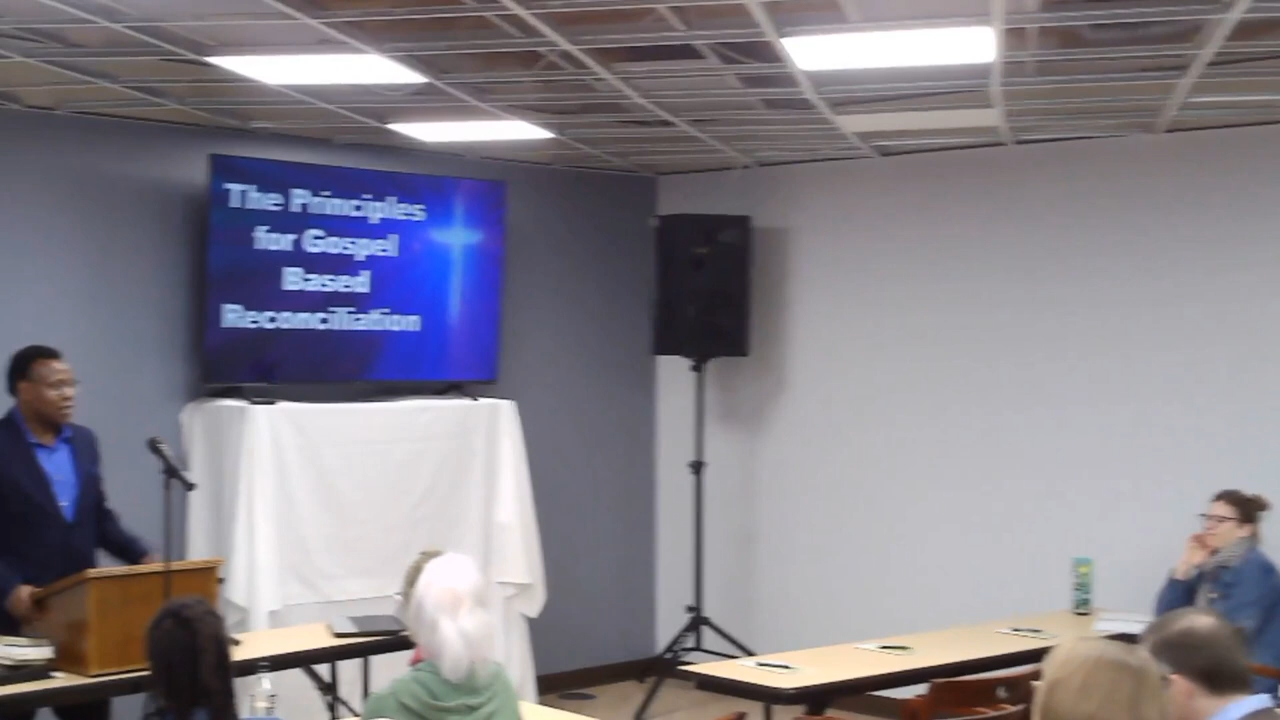 The Principles
for Gospel
Based
Reconciliation